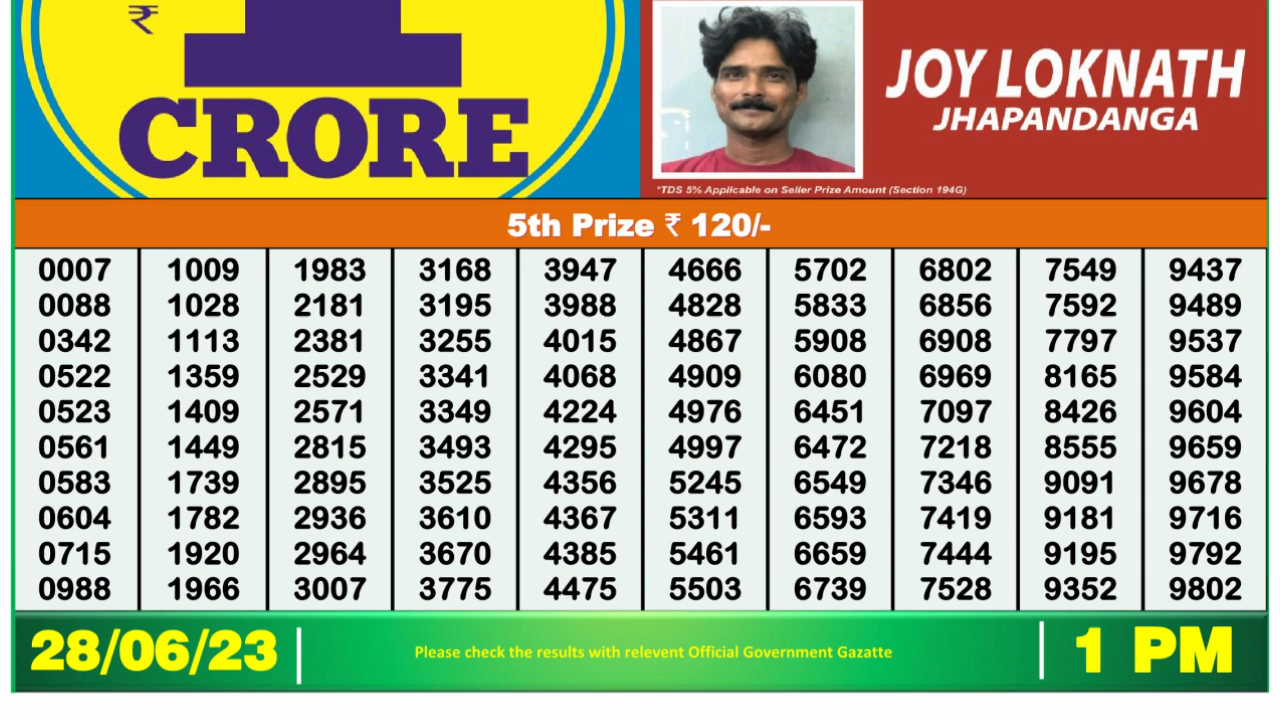 ₹
1
CRORE
JOY LOKNATH
JHAPANDANGA
*TDS 5% Applicable on Seller Prize Amount (Section 194G)
5th Prize ₹ 120/-
0007 1009 1983 3168 3947 4666 5702 6802 7549 9437
0088 1028 2181 3195 3988 4828 5833 6856 7592 9489
0342 1113 2381 3255 4015 4867 5908 6908 7797 9537
0522 1359 2529 3341 4068 4909 6080 6969 8165 9584
0523 1409 2571 3349 4224 4976 6451 7097 8426 9604
0561 1449 2815 3493 4295 4997 6472 7218 8555 9659
0583 1739 2895 3525 4356 5245 6549 7346 9091 9678
0604 1782 2936 3610 4367 5311 6593 7419 9181 9716
0715 1920 2964 3670 4385 5461 6659 7444 9195 9792
0988 1966 3007 3775 4475 5503 6739 7528 9352 9802
28/06/23 Please check the results with relevent Official Government Gazatte 1 PM